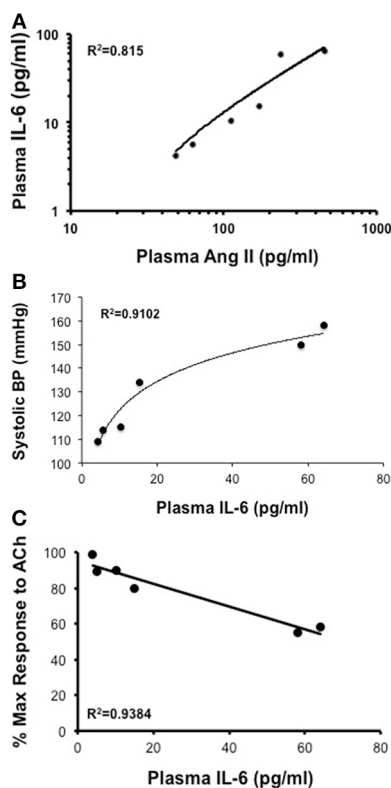 A
R²=0.815
Plasma IL-6 (pg/ml)
100
10
1
10
100
1000
Plasma Ang II (pg/ml)
B
R²=0.9102
Systolic BP (mmHg)
170
160
150
140
130
120
110
100
0
20
40
60
80
Plasma IL-6 (pg/ml)
C
% Max Response to ACh
100
80
60
40
20
0
R²=0.9384
0
20
40
60
80
Plasma IL-6 (pg/ml)